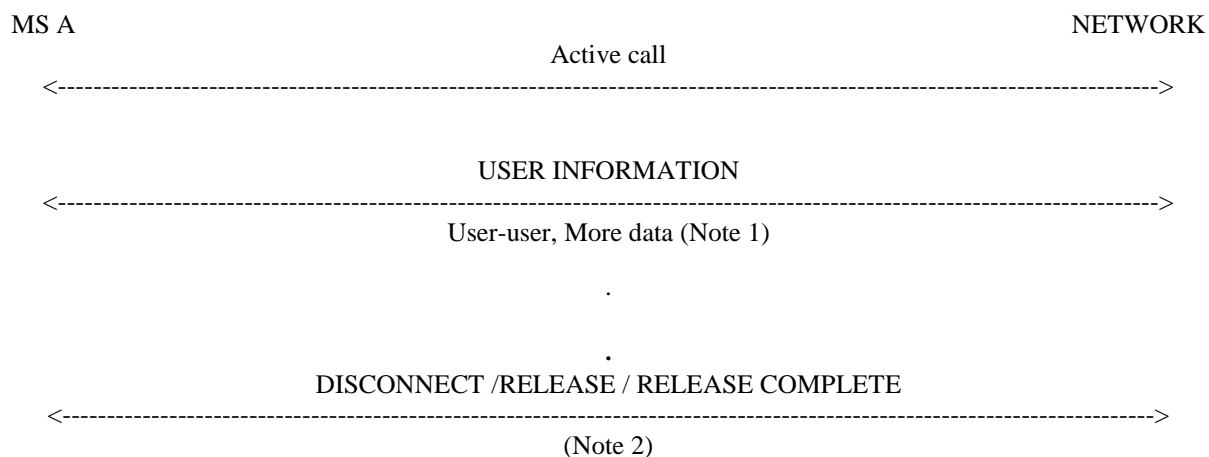 MS A NETWORK
Active call
<------------------------------------------------------------------------------------------------------------------------>
USER INFORMATION
<------------------------------------------------------------------------------------------------------------------------>
User-user, More data (Note 1)
.
.
DISCONNECT /RELEASE / RELEASE COMPLETE
<------------------------------------------------------------------------------------------------------------------------>
(Note 2)